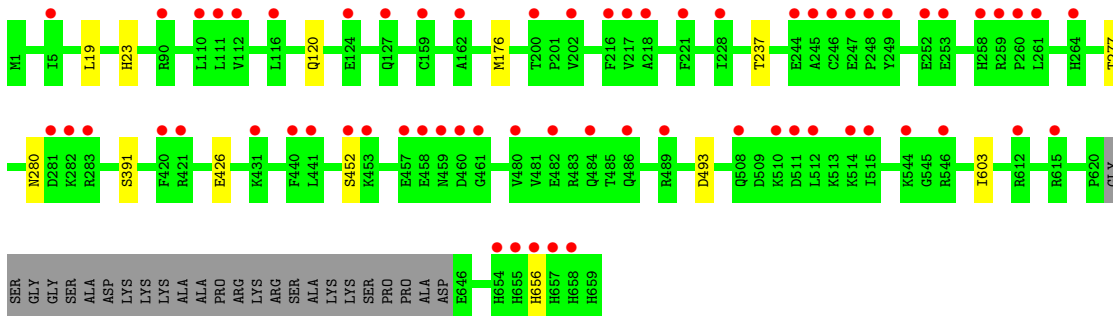 M1 I5 L19 H23 R90 L110 L111 V112 L116 Q120 E124 Q127 C159 A162 M176 T200 P201 V202 F216 V217 A218 F221 I228 T237 E244 A245 C246 E247 P248 Y249 E252 E253 H258 R259 P260 L261 H264 T277
N280 D281 K282 R283 S391 F420 R421 E426 K431 F440 L441 S452 K453 E457 E458 N459 D460 G461 V480 V481 E482 R483 Q484 T485 Q486 R489 D493 Q508 D509 K510 D511 L512 K513 K514 I515 K544 G545 R546 I603 R612 R615 P620 GLY
SER GLY GLY SER ALA ASP LYS LYS LYS ALA ALA PRO ARG LYS ARG SER ALA LYS LYS SER PRO PRO ALA ASP E646 H654 H655 H656 H657 H658 H659